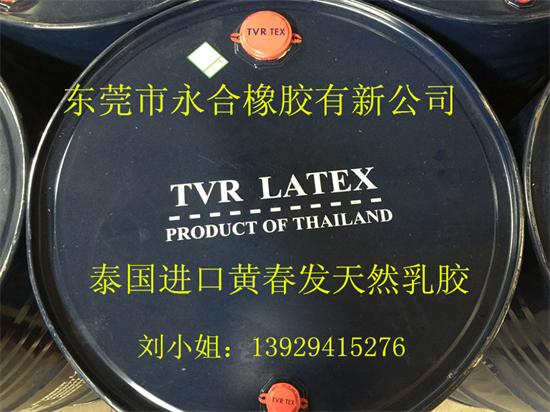 TVR TEX
东莞市永合橡胶有新公司
TVR LATEX
PRODUCT OF THAILAND
泰国进口黄春发天然乳胶
刘小姐：13929415276
TVR TEX